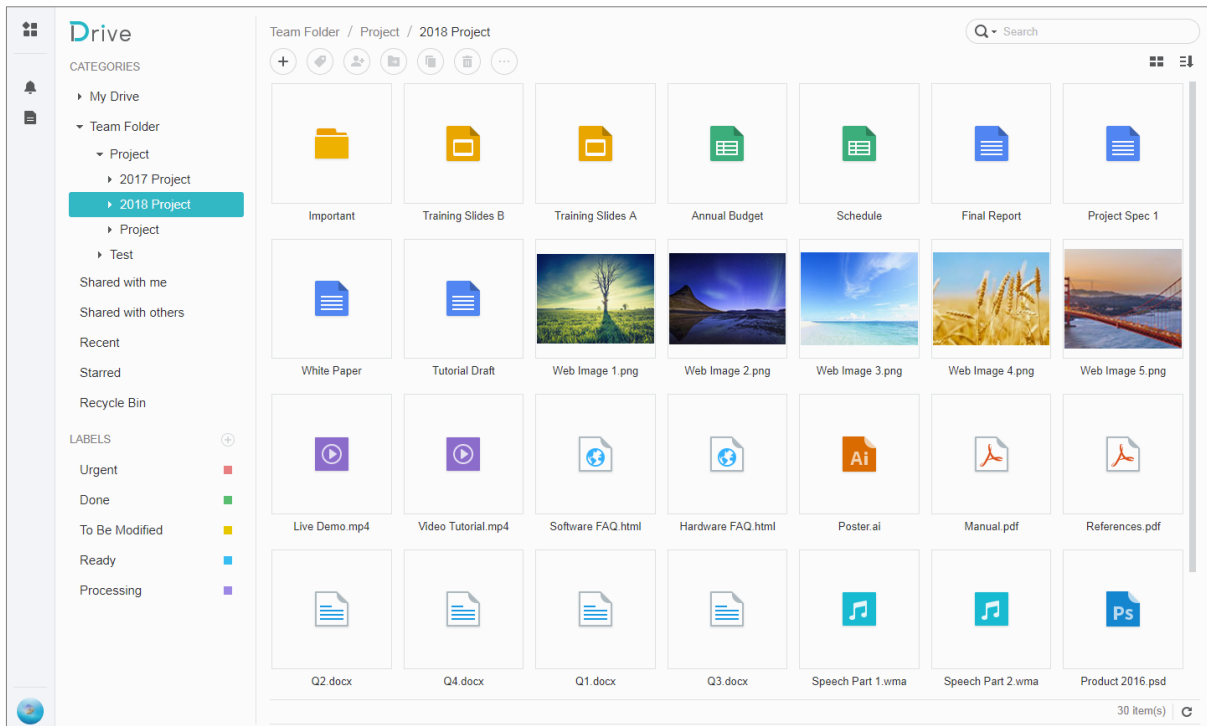 Drive
CATEGORIES
My Drive
Team Folder
Project
2017 Project
2018 Project
Project
Test
Shared with me
Shared with others
Recent
Starred
Recycle Bin
LABELS
Urgent
Done
To Be Modified
Ready
Processing
Team Folder / Project / 2018 Project
Search
Important Training Slides B Training Slides A Annual Budget Schedule Final Report Project Spec 1
White Paper Tutorial Draft Web Image 1.png Web Image 2.png Web Image 3.png Web Image 4.png Web Image 5.png
Ai
Live Demo.mp4 Video Tutorial.mp4 Software FAQ.html Hardware FAQ.html Poster.ai Manual.pdf References.pdf
Ps
Q2.docx Q4.docx Q1.docx Q3.docx Speech Part 1.wma Speech Part 2.wma Product 2016.psd
30 item(s)